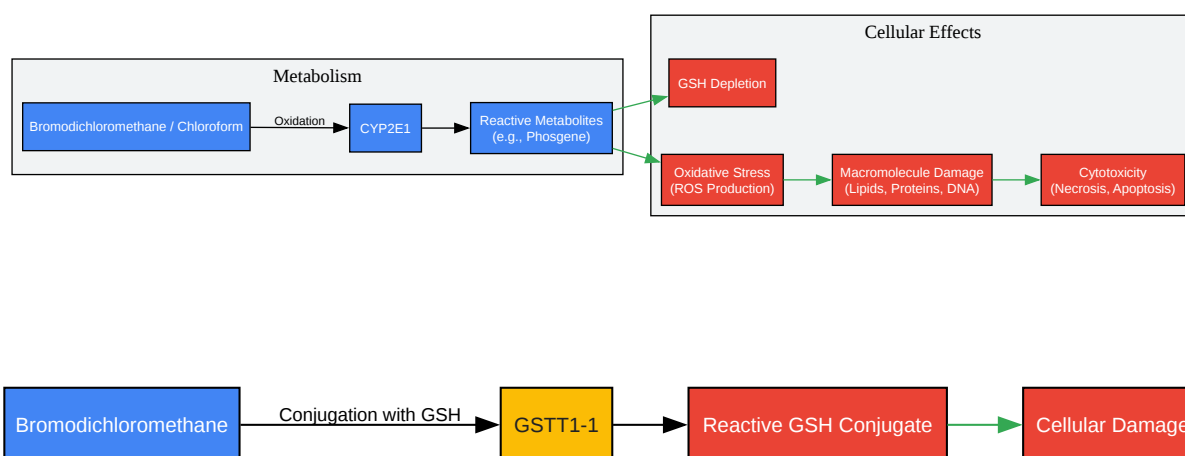 Cellular Effects
Metabolism
GSH Depletion
Bromodichloromethane / Chloroform
Oxidation
CYP2E1
Reactive Metabolites
(e.g., Phosgene)
Oxidative Stress
(ROS Production)
Macromolecule Damage
(Lipids, Proteins, DNA)
Cytotoxicity
(Necrosis, Apoptosis)
Bromodichloromethane
Conjugation with GSH
GSTT1-1
Reactive GSH Conjugate
Cellular Damage